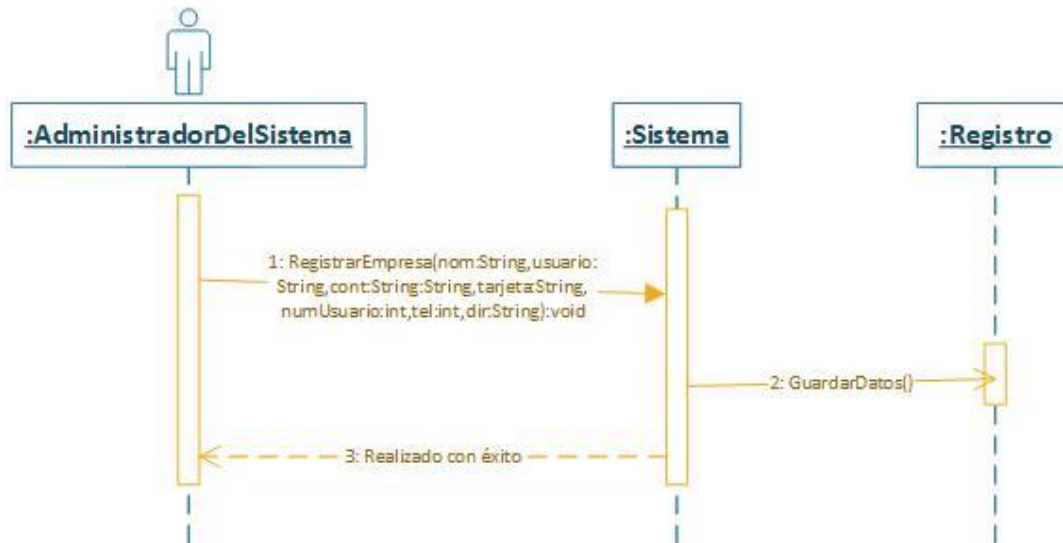 :AdministradorDelSistema
:Sistema
:Registro
1: RegistrarEmpresa(nom:String,usuario:
String,cont:String:String,tarjeta:String,
numUsuario:int,tel:int,dir:String):void
2: GuardarDatos()
3: Realizado con éxito